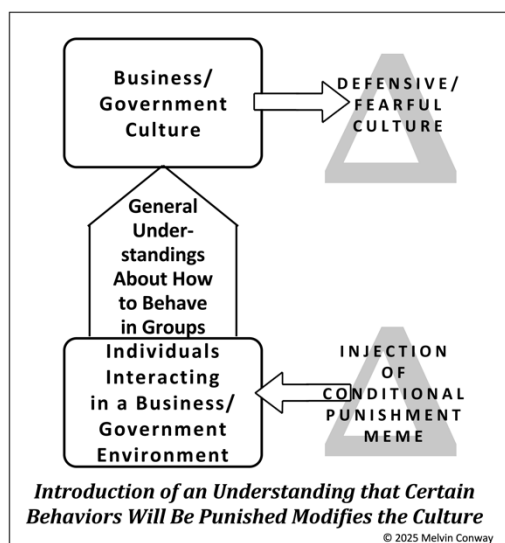 Business/
Government
Culture
DEFENSIVE/
FEARFUL
CULTURE
General
Under-
standings
About How
to Behave
in Groups
Individuals
Interacting
in a Business/
Government
Environment
INJECTION
OF
CONDITIONAL
PUNISHMENT
MEME
Introduction of an Understanding that Certain
Behaviors Will Be Punished Modifies the Culture
© 2025 Melvin Conway